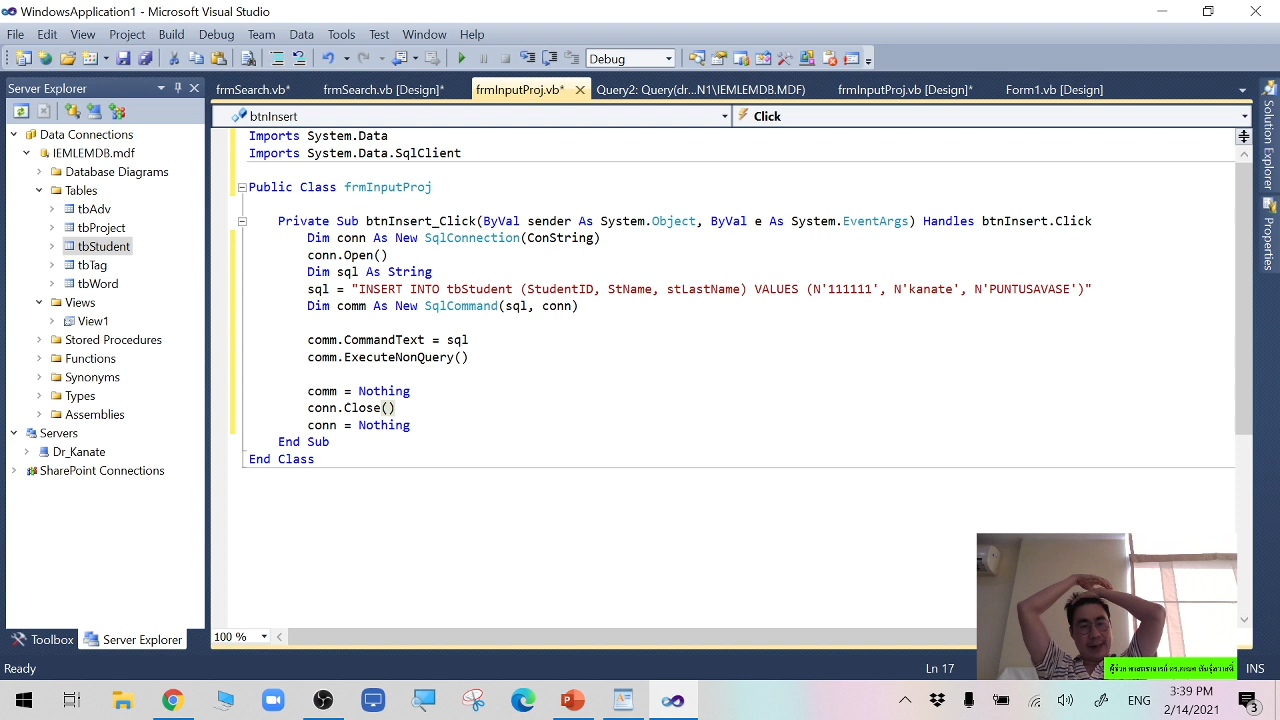 WindowsApplication1 - Microsoft Visual Studio
File Edit View Project Build Debug Team Data Tools Test Window Help
Debug
Server Explorer
frmSearch.vb* frmSearch.vb [Design]* frmInputProj.vb* Query2: Query(dr...N1\IEMLEMDB.MDF) frmInputProj.vb [Design]* Form1.vb [Design]
btnInsert Click
Data Connections
IEMLEMDB.mdf
Database Diagrams
Tables
tbAdv
tbProject
tbStudent
tbTag
tbWord
Views
View1
Stored Procedures
Functions
Synonyms
Types
Assemblies
Servers
Dr_Kanate
SharePoint Connections
Toolbox Server Explorer
Imports System.Data
Imports System.Data.SqlClient
Public Class frmInputProj
Private Sub btnInsert_Click(ByVal sender As System.Object, ByVal e As System.EventArgs) Handles btnInsert.Click
Dim conn As New SqlConnection(ConString)
conn.Open()
Dim sql As String
sql = "INSERT INTO tbStudent (StudentID, StName, stLastName) VALUES (N'111111', N'kanate', N'PUNTUSAVASE')"
Dim comm As New SqlCommand(sql, conn)
comm.CommandText = sql
comm.ExecuteNonQuery()
comm = Nothing
conn.Close()
conn = Nothing
End Sub
End Class
100 %
Solution Explorer
Properties
Ready Ln 17 INS
ENG
3:39 PM
2/14/2021
3